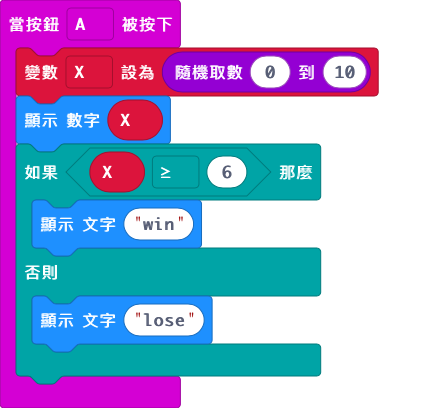 當按鈕 A 被按下
變數 X 設為 隨機取數 0 到 10
顯示 數字 X
如果 X ≥ 6 那麼
顯示 文字 "win"
否則
顯示 文字 "lose"